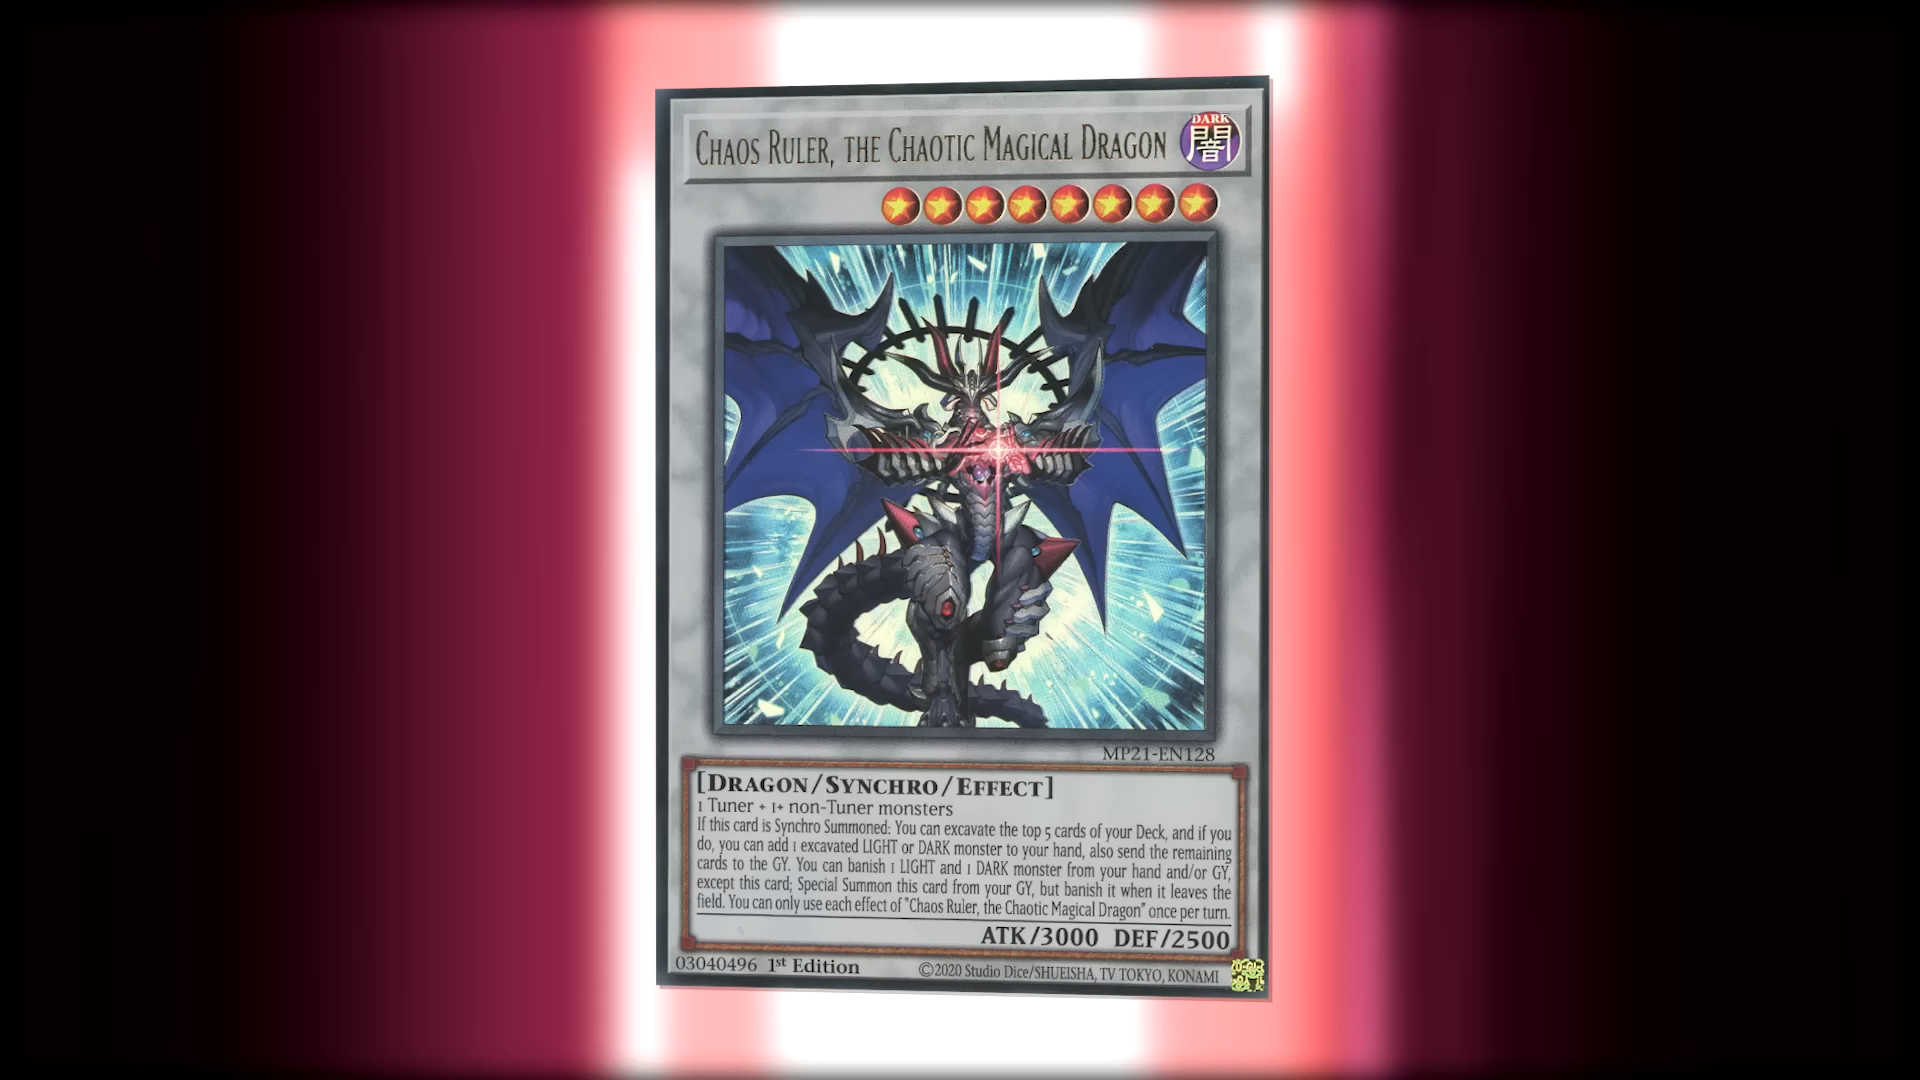 CHAOS RULER, THE CHAOTIC MAGICAL DRAGON
DARK
闇
MP21-EN128
[DRAGON/SYNCHRO/EFFECT]
1 Tuner + 1+ non-Tuner monsters
If this card is Synchro Summoned: You can excavate the top 5 cards of your Deck, and if you
do, you can add 1 excavated LIGHT or DARK monster to your hand, also send the remaining
cards to the GY. You can banish 1 LIGHT and 1 DARK monster from your hand and/or GY,
except this card; Special Summon this card from your GY, but banish it when it leaves the
field. You can only use each effect of "Chaos Ruler, the Chaotic Magical Dragon" once per turn.
ATK/3000 DEF/2500
03040496 1st Edition ©2020 Studio Dice/SHUEISHA, TV TOKYO, KONAMI